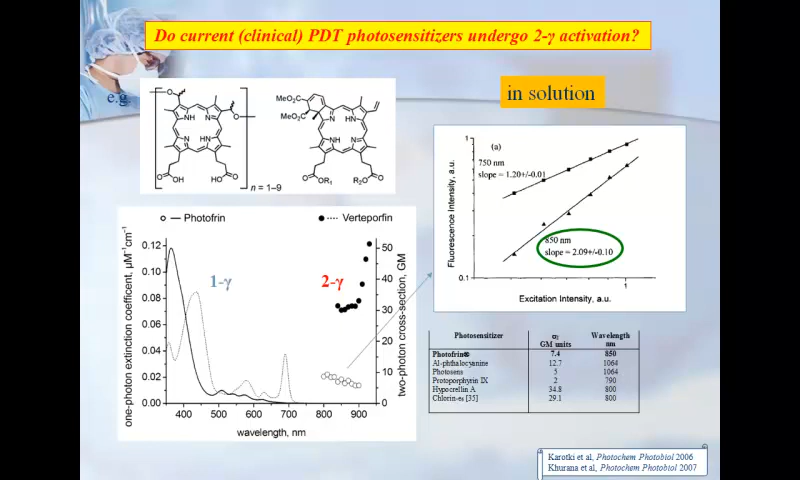 Do current (clinical) PDT photosensitizers undergo 2-γ activation?
e.g
in solution
O
O
NH
N
N
HN
OH
O
HO
O
n = 1–9
MeO₂C
MeO₂C
N
N
NH
HN
O
OR₁
R₂O
O
(a)
1
750 nm
slope = 1.20+/-0.01
850 nm
slope = 2.09+/-0.10
0.1
1
Fluorescence Intensity, a.u.
Excitation Intensity, a.u.
Photofrin
Verteporfin
1-γ
2-γ
0.12
0.10
0.08
0.06
0.04
0.02
0.00
50
40
30
20
10
0
400 500 600 700 800 900
one-photon extinction coefficent, µM⁻¹cm⁻¹
two-photon cross-section, GM
wavelength, nm
Photosensitizer σ₂ Wavelength
GM units nm
Photofrin® 7.4 850
Al-phthalocyanine 12.7 1064
Photosens 5 1064
Protoporphyrin IX 2 790
Hypocrellin A 34.8 800
Chlorin-e₆ [35] 29.1 800
Karotki et al, Photochem Photobiol 2006
Khurana et al, Photochem Photobiol 2007